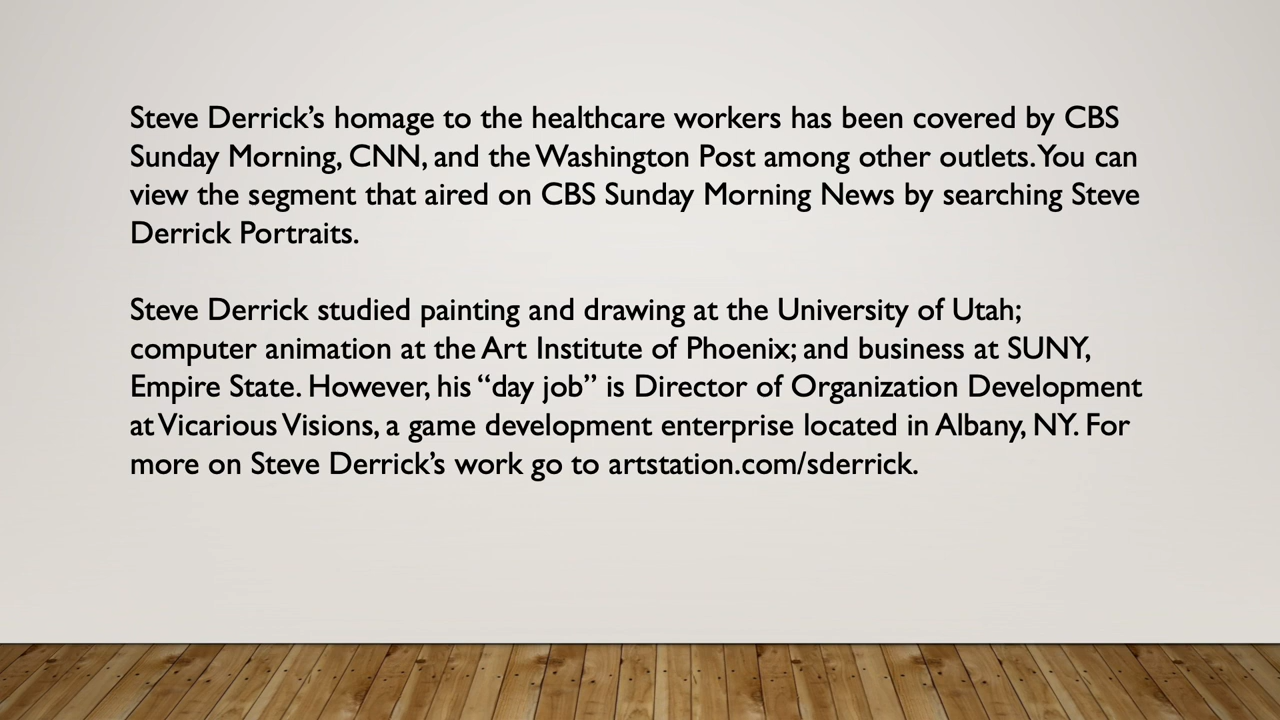 Steve Derrick’s homage to the healthcare workers has been covered by CBS
Sunday Morning, CNN, and the Washington Post among other outlets. You can
view the segment that aired on CBS Sunday Morning News by searching Steve
Derrick Portraits.
Steve Derrick studied painting and drawing at the University of Utah;
computer animation at the Art Institute of Phoenix; and business at SUNY,
Empire State. However, his “day job” is Director of Organization Development
at Vicarious Visions, a game development enterprise located in Albany, NY. For
more on Steve Derrick’s work go to artstation.com/sderrick.